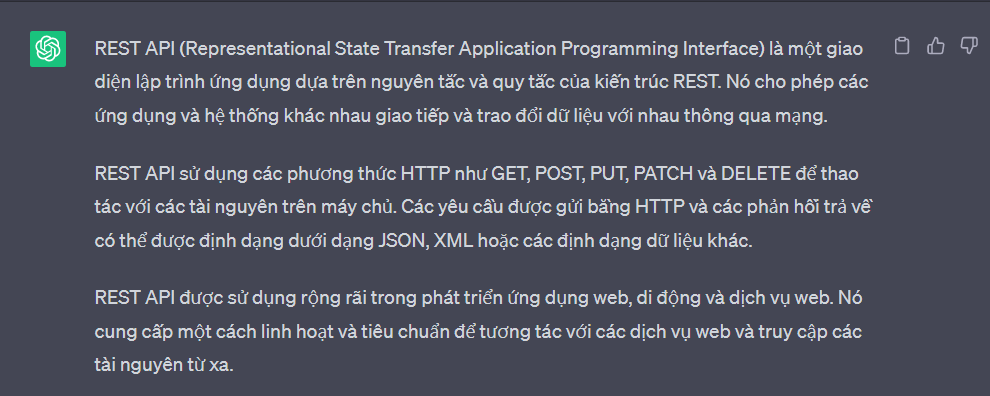 REST API (Representational State Transfer Application Programming Interface) là một giao
diện lập trình ứng dụng dựa trên nguyên tắc và quy tắc của kiến trúc REST. Nó cho phép các
ứng dụng và hệ thống khác nhau giao tiếp và trao đổi dữ liệu với nhau thông qua mạng.
REST API sử dụng các phương thức HTTP như GET, POST, PUT, PATCH và DELETE để thao
tác với các tài nguyên trên máy chủ. Các yêu cầu được gửi bằng HTTP và các phản hồi trả về
có thể được định dạng dưới dạng JSON, XML hoặc các định dạng dữ liệu khác.
REST API được sử dụng rộng rãi trong phát triển ứng dụng web, di động và dịch vụ web. Nó
cung cấp một cách linh hoạt và tiêu chuẩn để tương tác với các dịch vụ web và truy cập các
tài nguyên từ xa.